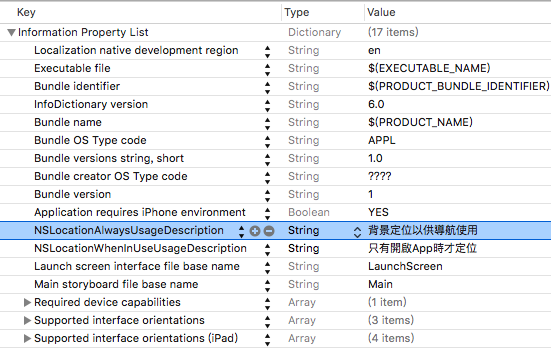 Key Type Value
Information Property List Dictionary (17 items)
Localization native development region String en
Executable file String $(EXECUTABLE_NAME)
Bundle identifier String $(PRODUCT_BUNDLE_IDENTIFIER)
InfoDictionary version String 6.0
Bundle name String $(PRODUCT_NAME)
Bundle OS Type code String APPL
Bundle versions string, short String 1.0
Bundle creator OS Type code String ????
Bundle version String 1
Application requires iPhone environment Boolean YES
NSLocationAlwaysUsageDescription String 背景定位以供導航使用
NSLocationWhenInUseUsageDescription String 只有開啟App時才定位
Launch screen interface file base name String LaunchScreen
Main storyboard file base name String Main
Required device capabilities Array (1 item)
Supported interface orientations Array (3 items)
Supported interface orientations (iPad) Array (4 items)